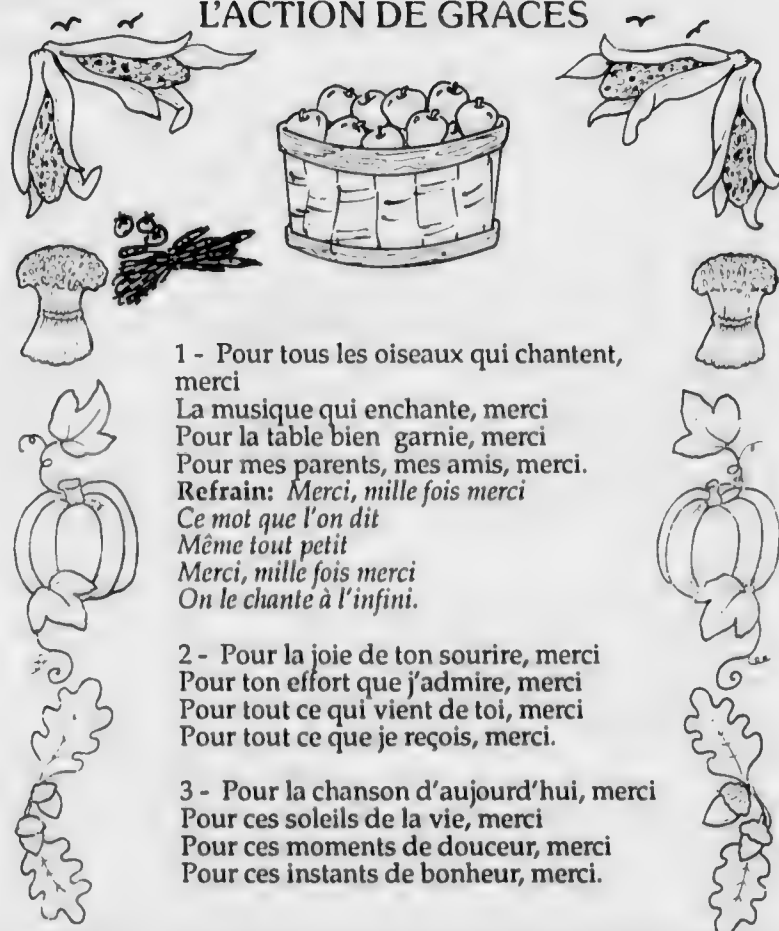 L'ACTION DE GRACES
1 - Pour tous les oiseaux qui chantent,
merci
La musique qui enchante, merci
Pour la table bien garnie, merci
Pour mes parents, mes amis, merci.
Refrain: Merci, mille fois merci
Ce mot que l'on dit
Même tout petit
Merci, mille fois merci
On le chante à l'infini.
2 - Pour la joie de ton sourire, merci
Pour ton effort que j'admire, merci
Pour tout ce qui vient de toi, merci
Pour tout ce que je reçois, merci.
3 - Pour la chanson d'aujourd'hui, merci
Pour ces soleils de la vie, merci
Pour ces moments de douceur, merci
Pour ces instants de bonheur, merci.